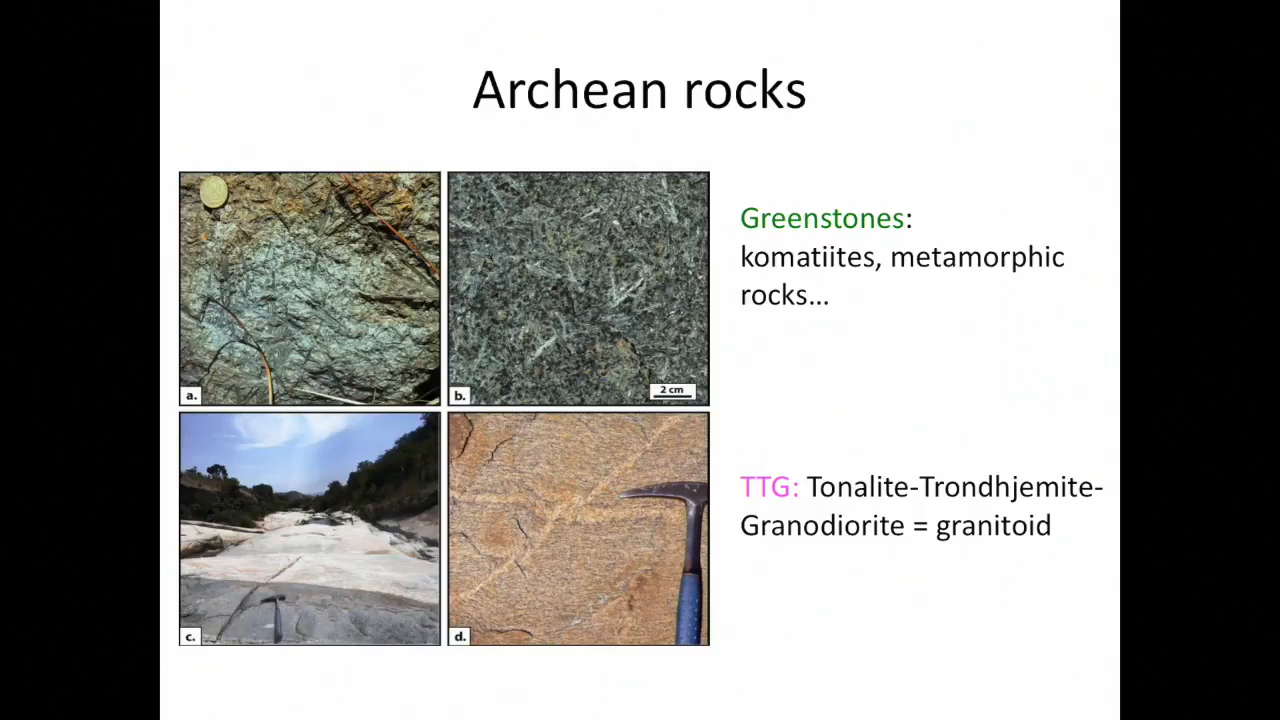 Archean rocks
a.
b.
2 cm
Greenstones:
komatiites, metamorphic
rocks…
c.
d.
TTG: Tonalite-Trondhjemite-
Granodiorite = granitoid